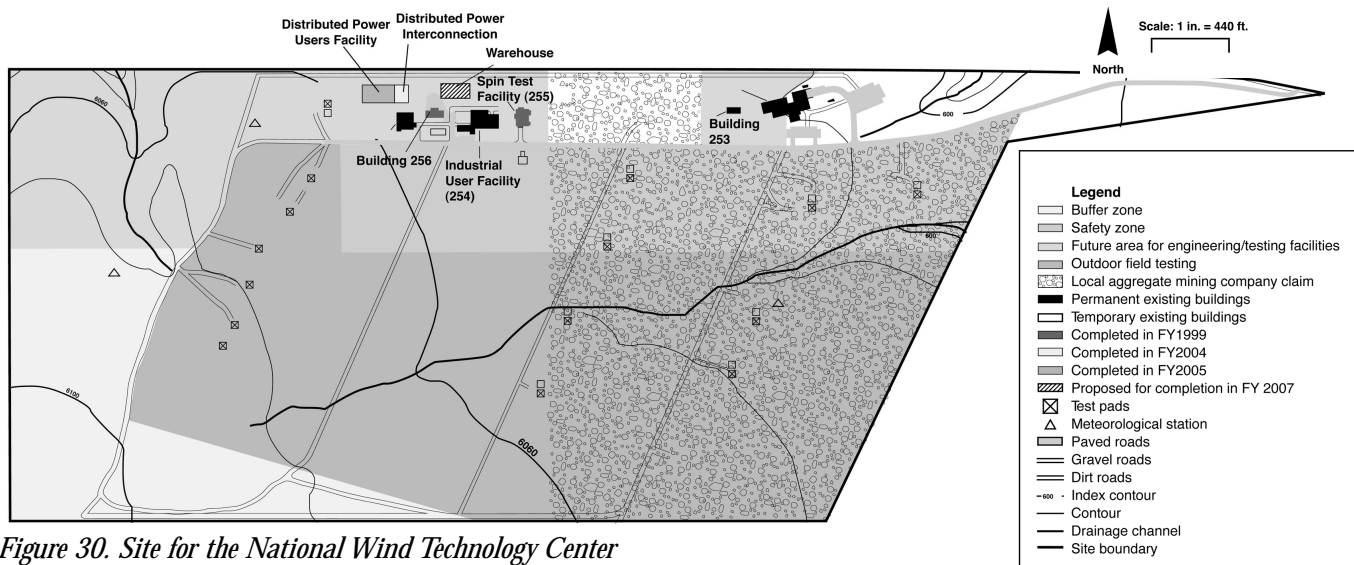 Distributed Power
Users Facility
Distributed Power
Interconnection
Warehouse
Spin Test
Facility (255)
Building 256
Industrial
User Facility
(254)
Building
253
North
Scale: 1 in. = 440 ft.
6060
600
600
6100
6060
Legend
Buffer zone
Safety zone
Future area for engineering/testing facilities
Outdoor field testing
Local aggregate mining company claim
Permanent existing buildings
Temporary existing buildings
Completed in FY1999
Completed in FY2004
Completed in FY2005
Proposed for completion in FY 2007
Test pads
Meteorological station
Paved roads
Gravel roads
Dirt roads
600 Index contour
Contour
Drainage channel
Site boundary
Figure 30. Site for the National Wind Technology Center